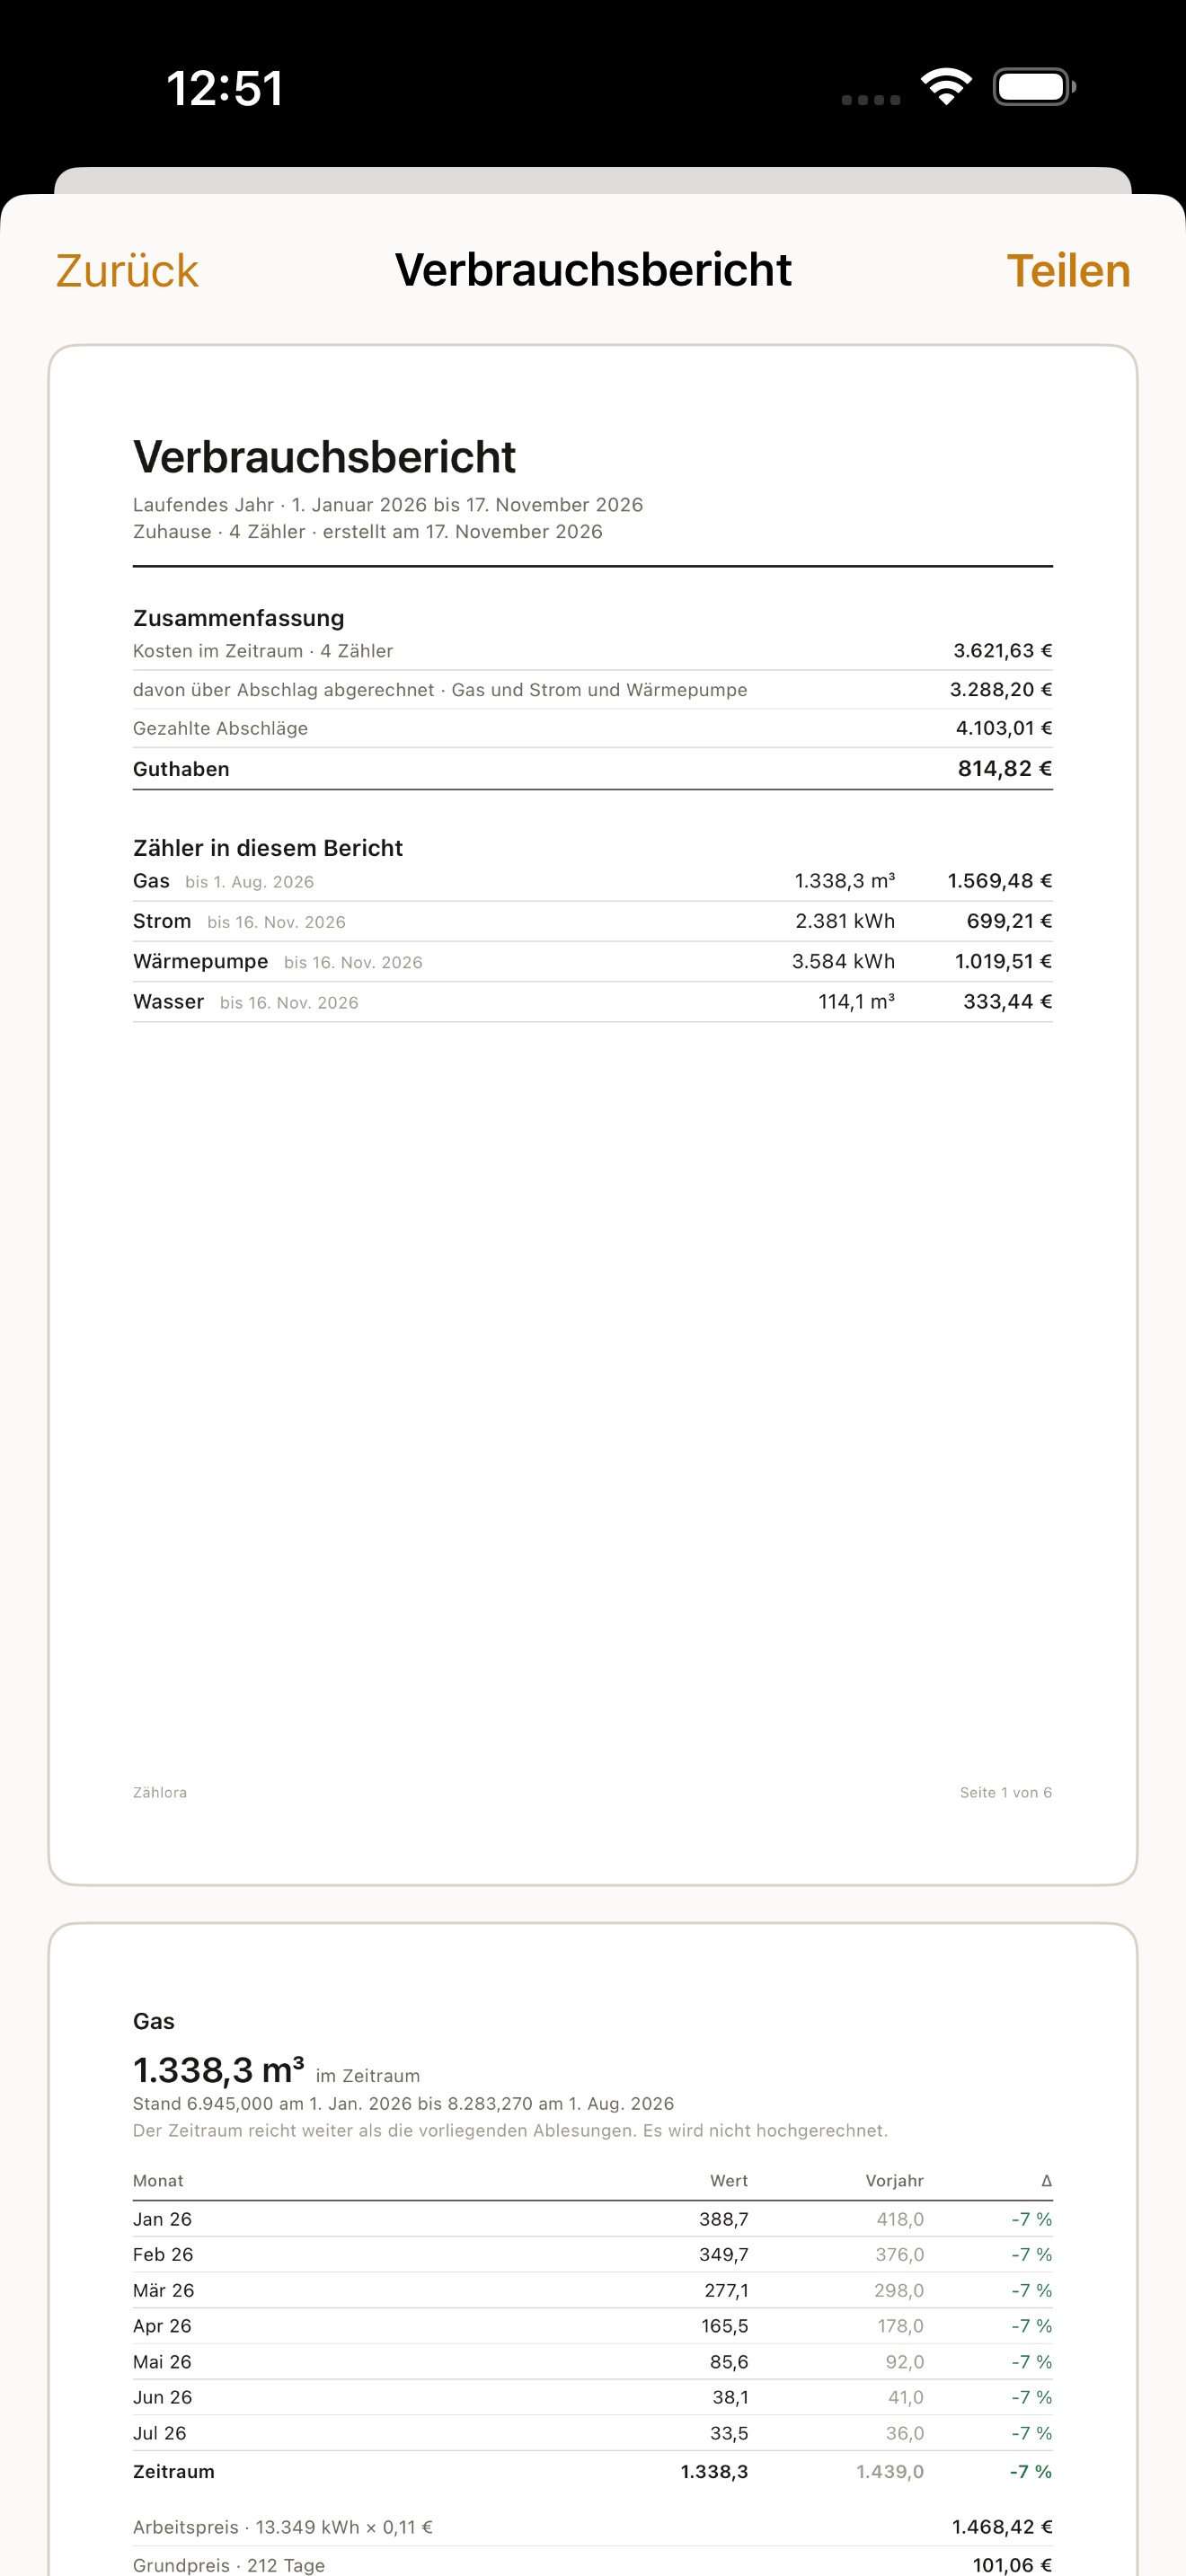 12:51
Zurück Verbrauchsbericht Teilen
Verbrauchsbericht
Laufendes Jahr · 1. Januar 2026 bis 17. November 2026
Zuhause · 4 Zähler · erstellt am 17. November 2026
Zusammenfassung
Kosten im Zeitraum · 4 Zähler 3.621,63 €
davon über Abschlag abgerechnet · Gas und Strom und Wärmepumpe 3.288,20 €
Gezahlte Abschläge 4.103,01 €
Guthaben 814,82 €
Zähler in diesem Bericht
Gas bis 1. Aug. 2026 1.338,3 m³ 1.569,48 €
Strom bis 16. Nov. 2026 2.381 kWh 699,21 €
Wärmepumpe bis 16. Nov. 2026 3.584 kWh 1.019,51 €
Wasser bis 16. Nov. 2026 114,1 m³ 333,44 €
Zählora Seite 1 von 6
Gas
1.338,3 m³ im Zeitraum
Stand 6.945,000 am 1. Jan. 2026 bis 8.283,270 am 1. Aug. 2026
Der Zeitraum reicht weiter als die vorliegenden Ablesungen. Es wird nicht hochgerechnet.
Monat Wert Vorjahr Δ
Jan 26 388,7 418,0 -7 %
Feb 26 349,7 376,0 -7 %
Mär 26 277,1 298,0 -7 %
Apr 26 165,5 178,0 -7 %
Mai 26 85,6 92,0 -7 %
Jun 26 38,1 41,0 -7 %
Jul 26 33,5 36,0 -7 %
Zeitraum 1.338,3 1.439,0 -7 %
Arbeitspreis · 13.349 kWh × 0,11 € 1.468,42 €
Grundpreis · 212 Tage 101,06 €